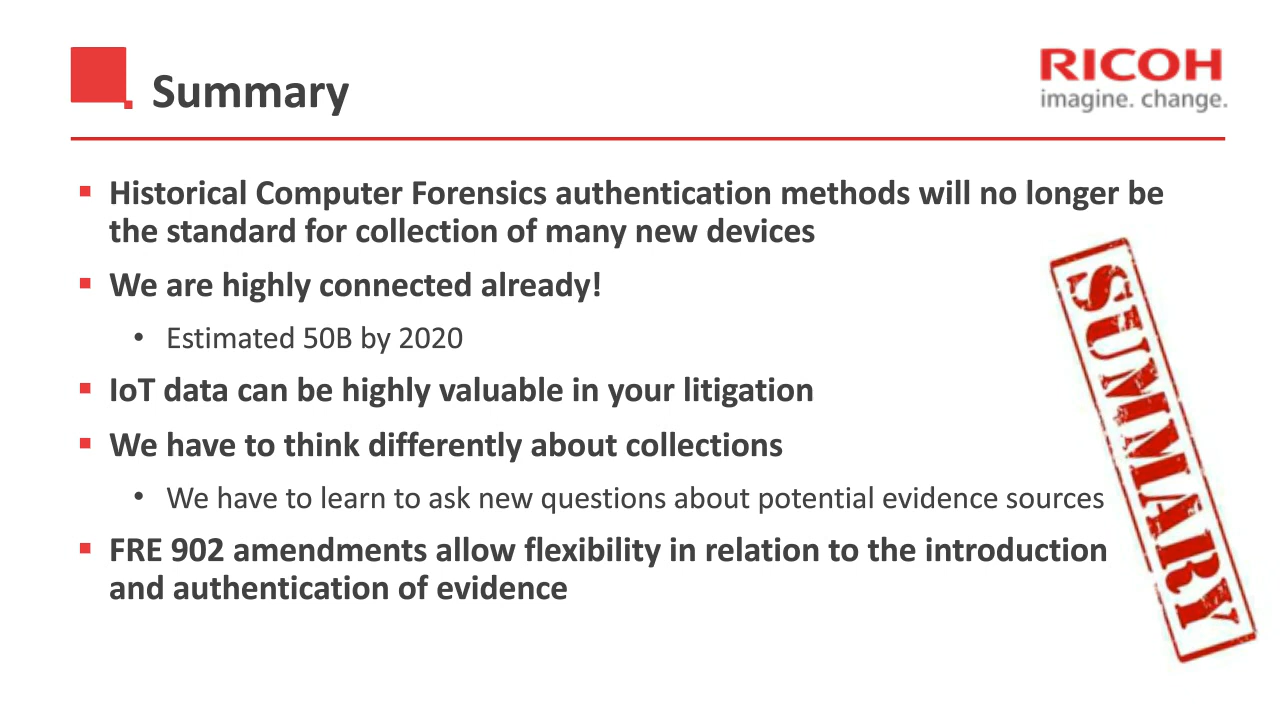 Summary
RICOH
imagine. change.
Historical Computer Forensics authentication methods will no longer be
the standard for collection of many new devices
We are highly connected already!
Estimated 50B by 2020
IoT data can be highly valuable in your litigation
We have to think differently about collections
We have to learn to ask new questions about potential evidence sources
FRE 902 amendments allow flexibility in relation to the introduction
and authentication of evidence
SUMMARY